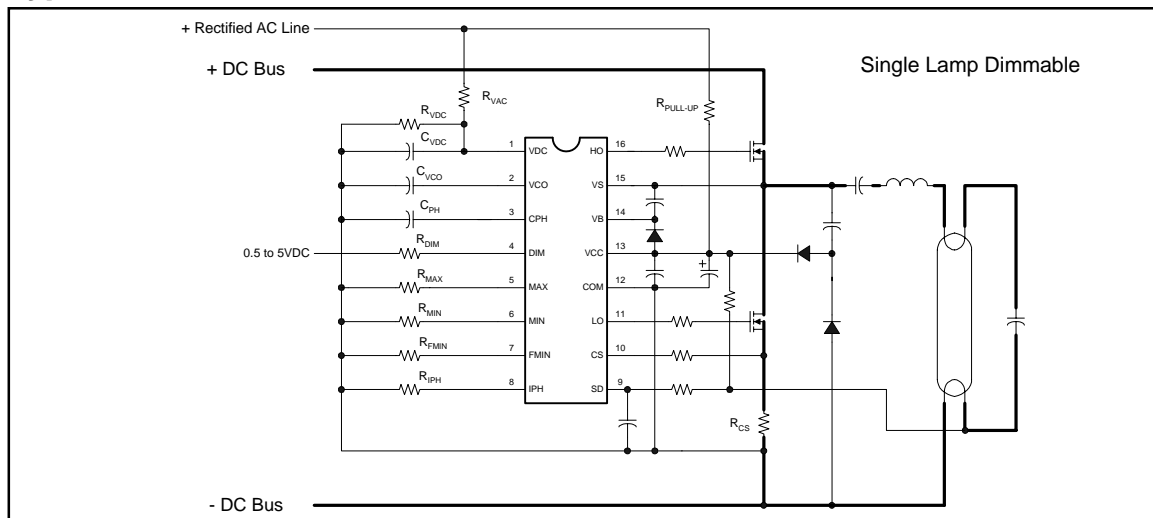 + Rectified AC Line
+ DC Bus
Single Lamp Dimmable
R_VAC
R_PULL-UP
R_VDC
C_VDC
1 VDC HO 16
C_VCO
2 VCO VS 15
C_PH
3 CPH VB 14
R_DIM
0.5 to 5VDC
4 DIM VCC 13
+
R_MAX
5 MAX COM 12
R_MIN
6 MIN LO 11
R_FMIN
7 FMIN CS 10
R_IPH
8 IPH SD 9
R_CS
- DC Bus